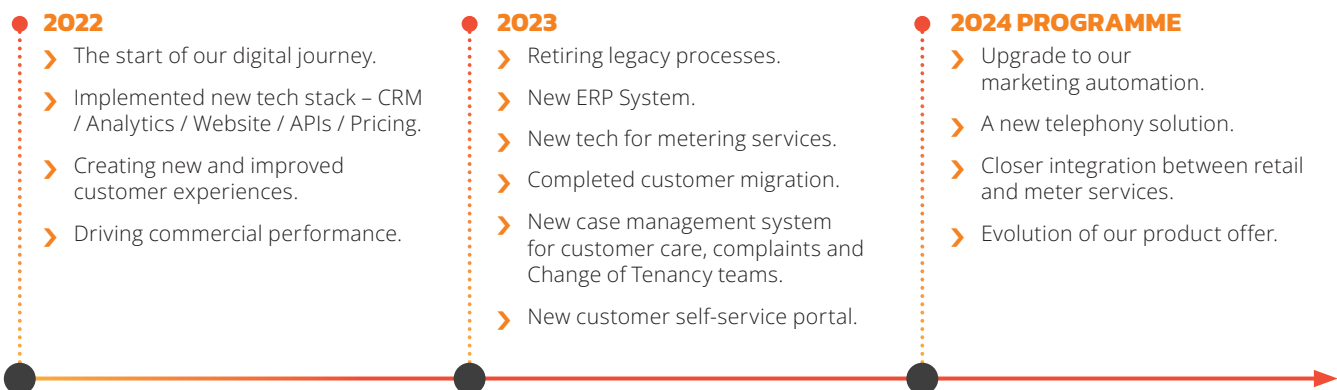 2022
The start of our digital journey.
Implemented new tech stack – CRM
/ Analytics / Website / APIs / Pricing.
Creating new and improved
customer experiences.
Driving commercial performance.
2023
Retiring legacy processes.
New ERP System.
New tech for metering services.
Completed customer migration.
New case management system
for customer care, complaints and
Change of Tenancy teams.
New customer self-service portal.
2024 PROGRAMME
Upgrade to our
marketing automation.
A new telephony solution.
Closer integration between retail
and meter services.
Evolution of our product offer.